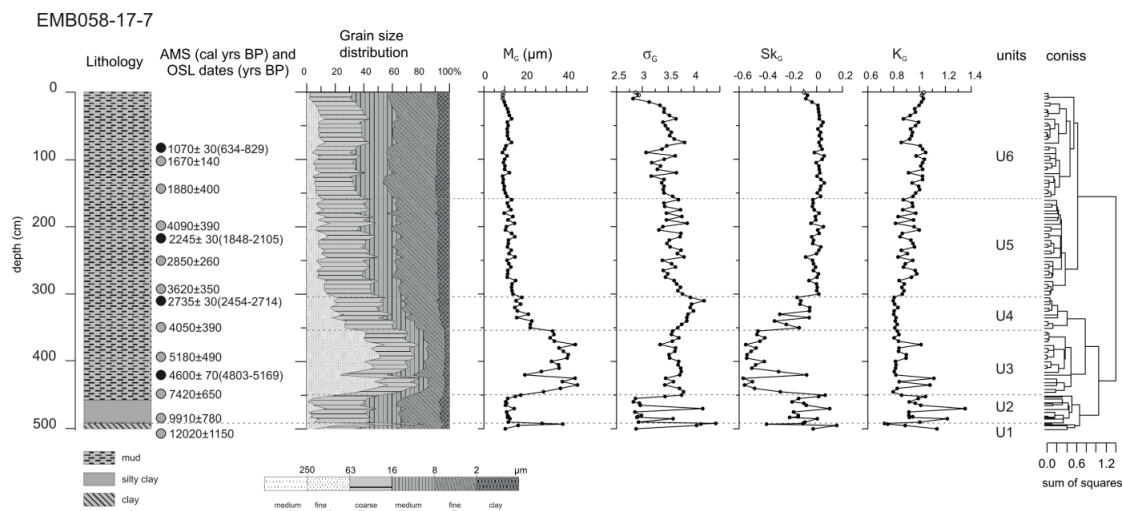 EMB058-17-7
Lithology
AMS (cal yrs BP) and
OSL dates (yrs BP)
Grain size
distribution
M_G (µm)
σ_G
Sk_G
K_G
units
coniss
0 20 40 60 80 100%
0 20 40
2.5 3.5 4.5
-0.6 -0.4 -0.2 0 0.2
0.6 0.8 1 1.2 1.4
depth (cm)
0
100
200
300
400
500
1070± 30(634-829)
1670±140
1880±400
4090±390
2245± 30(1848-2105)
2850±260
3620±350
2735± 30(2454-2714)
4050±390
5180±490
4600± 70(4803-5169)
7420±650
9910±780
12020±1150
U6
U5
U4
U3
U2
U1
0.0 0.6 1.2
sum of squares
mud
silty clay
clay
250 63 16 8 2 µm
medium fine coarse medium fine clay